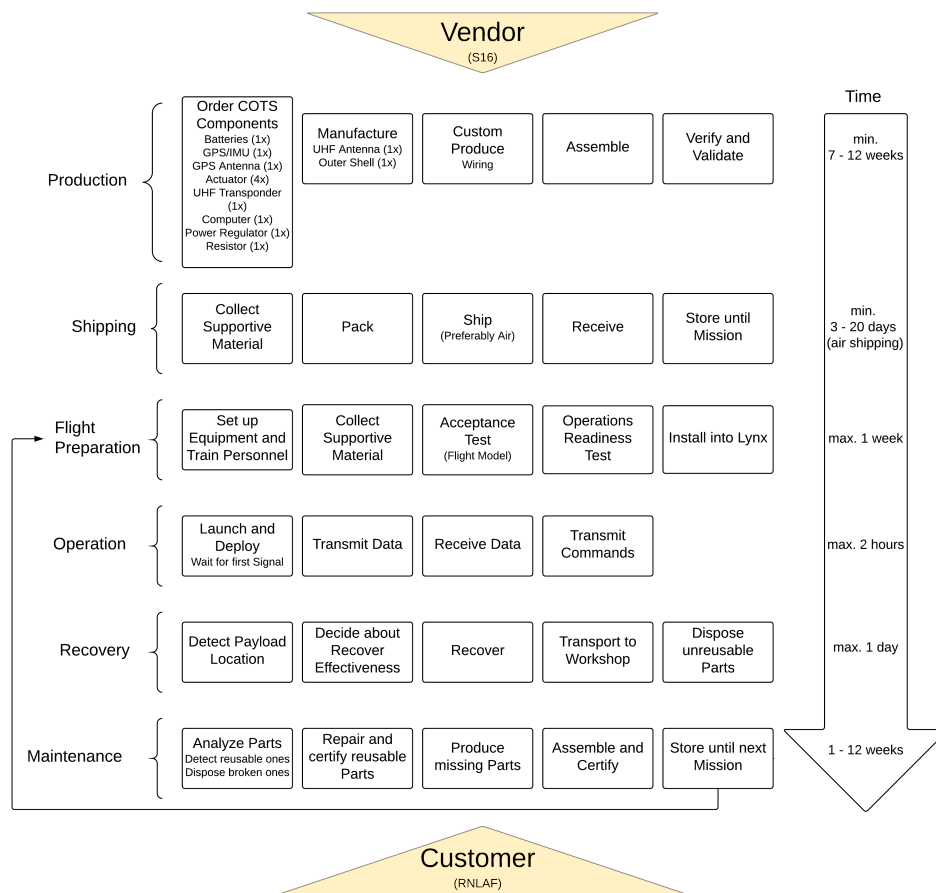 Vendor
(S16)
Time
Production
Order COTS
Components
Batteries (1x)
GPS/IMU (1x)
GPS Antenna (1x)
Actuator (4x)
UHF Transponder
(1x)
Computer (1x)
Power Regulator (1x)
Resistor (1x)
Manufacture
UHF Antenna (1x)
Outer Shell (1x)
Custom
Produce
Wiring
Assemble
Verify and
Validate
min.
7 - 12 weeks
Shipping
Collect
Supportive
Material
Pack
Ship
(Preferably Air)
Receive
Store until
Mission
min.
3 - 20 days
(air shipping)
Flight
Preparation
Set up
Equipment and
Train Personnel
Collect
Supportive
Material
Acceptance
Test
(Flight Model)
Operations
Readiness
Test
Install into Lynx
max. 1 week
Operation
Launch and
Deploy
Wait for first Signal
Transmit Data
Receive Data
Transmit
Commands
max. 2 hours
Recovery
Detect Payload
Location
Decide about
Recover
Effectiveness
Recover
Transport to
Workshop
Dispose
unreusable
Parts
max. 1 day
Maintenance
Analyze Parts
Detect reusable ones
Dispose broken ones
Repair and
certify reusable
Parts
Produce
missing Parts
Assemble and
Certify
Store until next
Mission
1 - 12 weeks
Customer
(RNLAF)